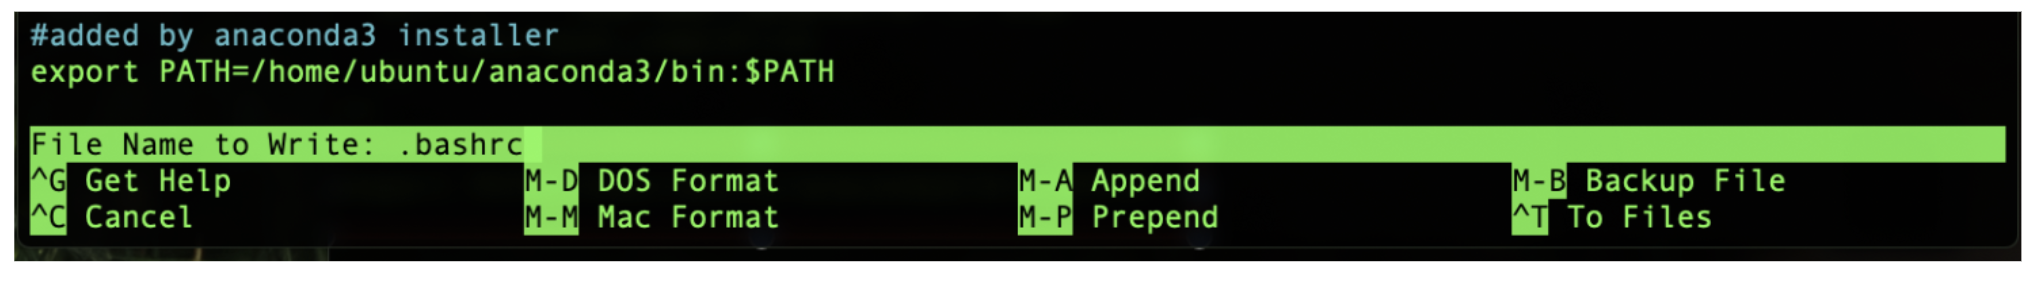 #added by anaconda3 installer
export PATH=/home/ubuntu/anaconda3/bin:$PATH
File Name to Write: .bashrc
^G Get Help M-D DOS Format M-A Append M-B Backup File
^C Cancel M-M Mac Format M-P Prepend ^T To Files